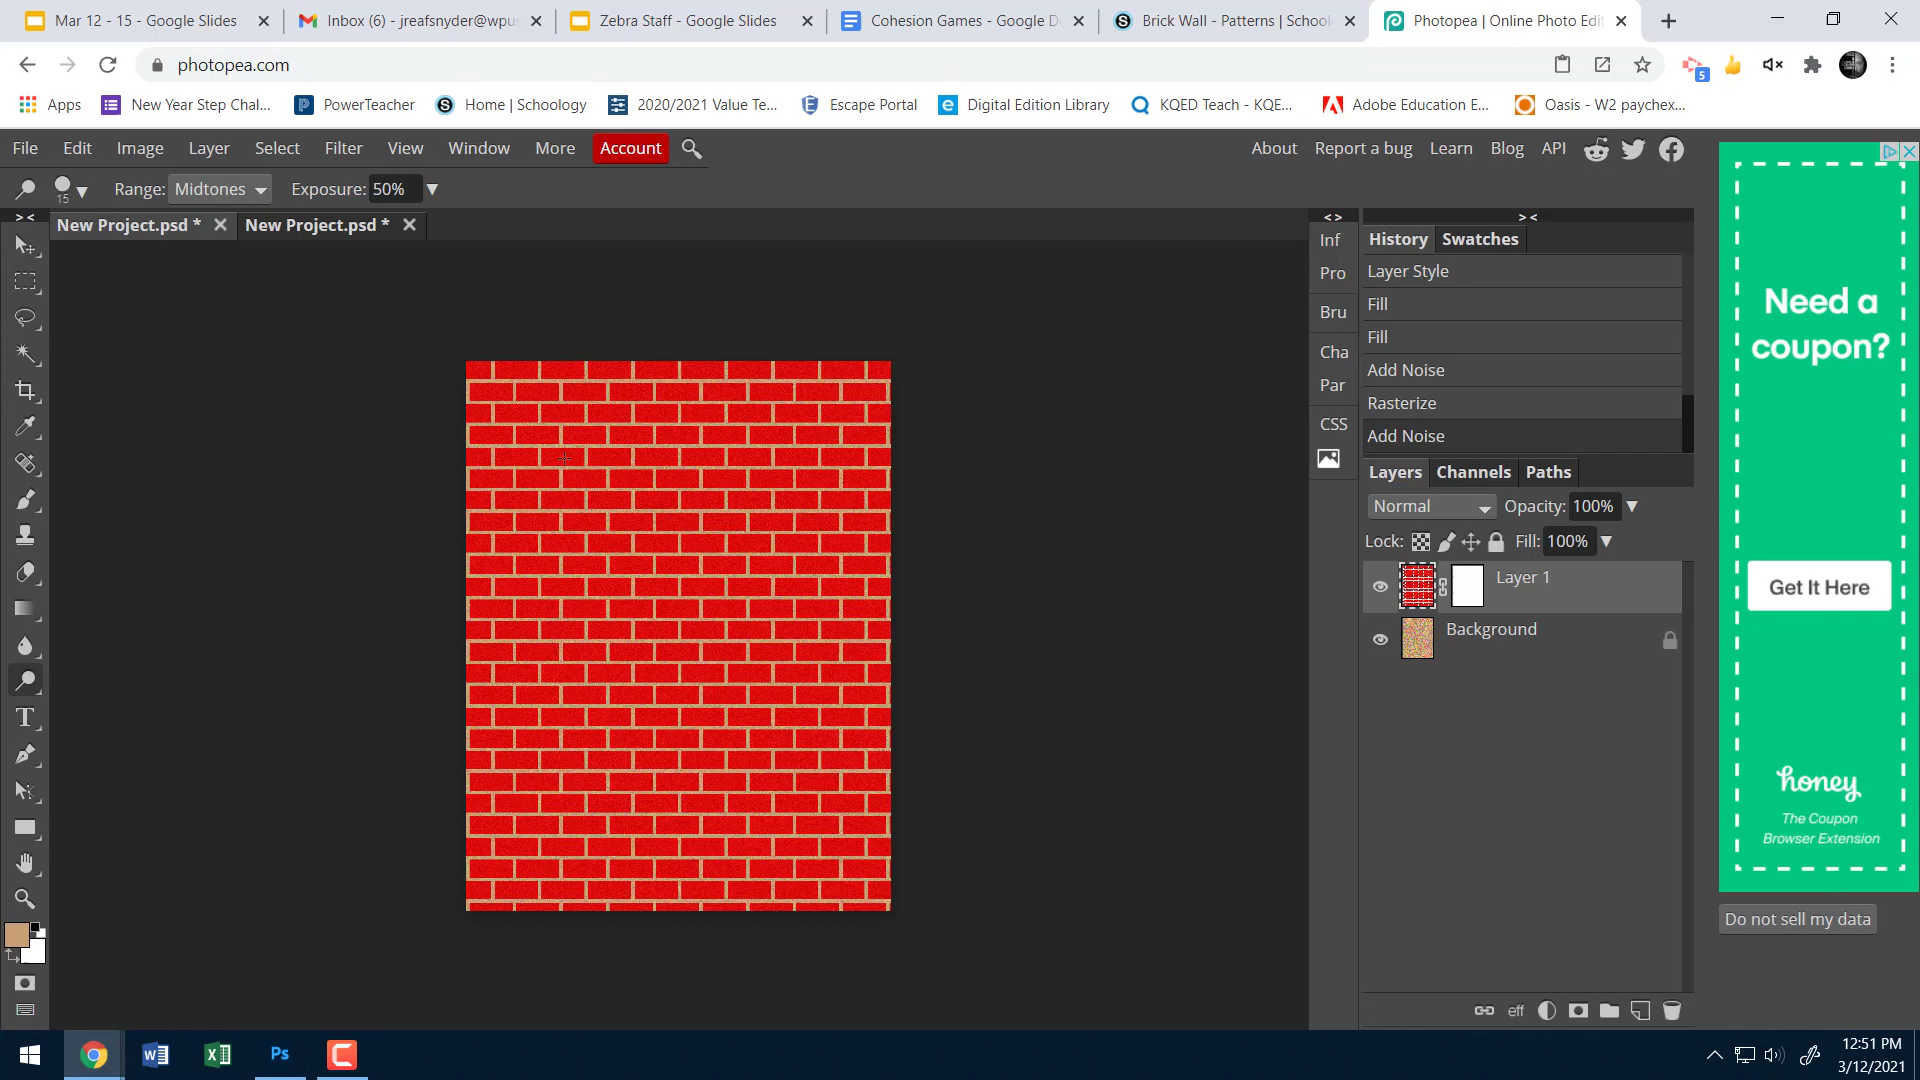 Mar 12 - 15 - Google Slides
Inbox (6) - jreafsnyder@wpus
Zebra Staff - Google Slides
Cohesion Games - Google D
Brick Wall - Patterns | School
Photopea | Online Photo Edit
photopea.com
5
Apps
New Year Step Chal...
PowerTeacher
Home | Schoology
2020/2021 Value Te...
Escape Portal
Digital Edition Library
KQED Teach - KQE...
Adobe Education E...
Oasis - W2 paychex...
File Edit Image Layer Select Filter View Window More Account
About Report a bug Learn Blog API
15
Range: Midtones Exposure: 50%
New Project.psd *
New Project.psd *
Inf
Pro
Bru
Cha
Par
CSS
History Swatches
Layer Style
Fill
Fill
Add Noise
Rasterize
Add Noise
Layers Channels Paths
Normal Opacity: 100%
Lock: Fill: 100%
Layer 1
Background
eff
Need a
coupon?
Get It Here
honey
The Coupon
Browser Extension
Do not sell my data
Ps
12:51 PM
3/12/2021